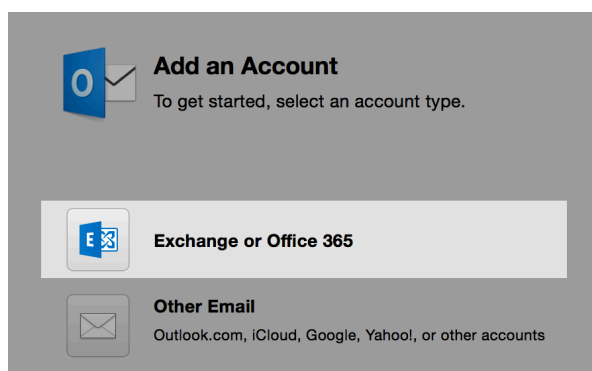 O
Add an Account
To get started, select an account type.
E
Exchange or Office 365
Other Email
Outlook.com, iCloud, Google, Yahoo!, or other accounts